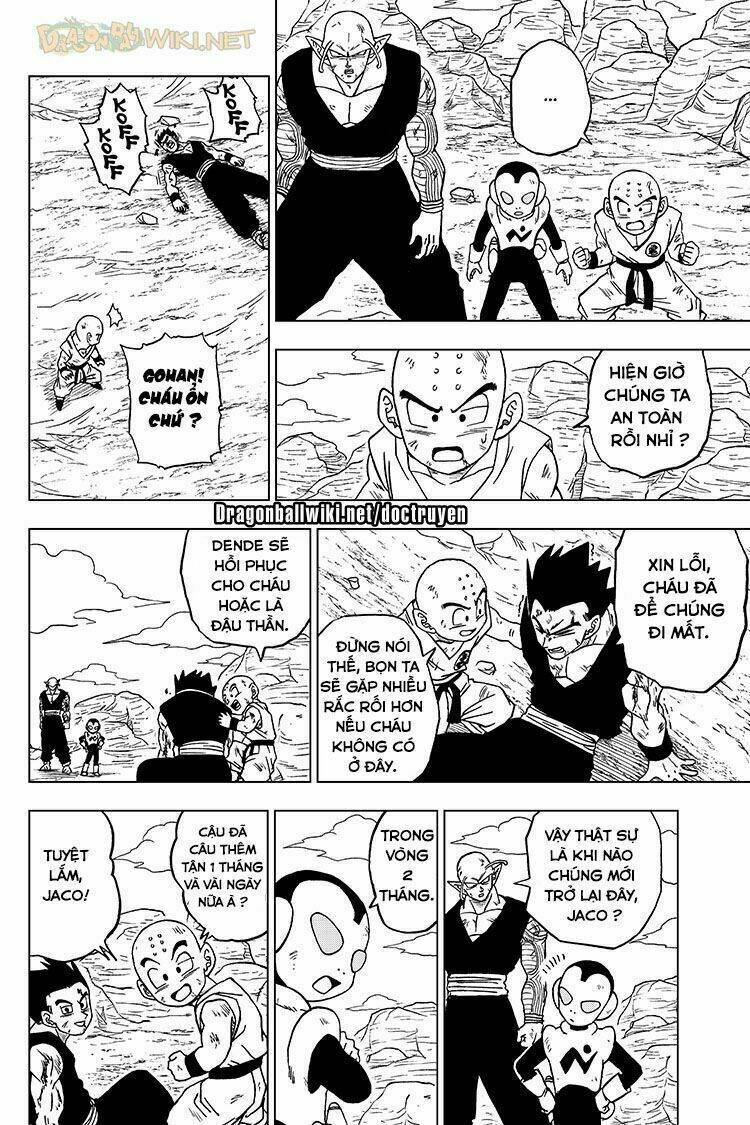 DRAGONBALLWIKI.NET
...
KOFF
KOFF
KOFF
KOFF
GOHAN!
CHÁU ỔN
CHỨ ?
HIỆN GIỜ
CHÚNG TA
AN TOÀN
RỒI NHỈ ?
Dragonballwiki.net/doctruyen
XIN LỖI,
CHÁU ĐÃ
ĐỂ CHÚNG
ĐI MẤT.
ĐỪNG NÓI
THẾ, BỌN TA
SẼ GẶP NHIỀU
RẮC RỐI HƠN
NẾU CHÁU
KHÔNG CÓ
Ở ĐÂY.
DENDE SẼ
HỒI PHỤC
CHO CHÁU
HOẶC LÀ
ĐẬU THẦN.
VẬY THẬT SỰ
LÀ KHI NÀO
CHÚNG MỚI
TRỞ LẠI ĐÂY,
JACO ?
TRONG
VÒNG
2
THÁNG.
CẬU ĐÃ
CÂU THÊM
TẬN 1 THÁNG
VÀ VÀI NGÀY
NỮA À ?
TUYỆT
LẮM,
JACO!